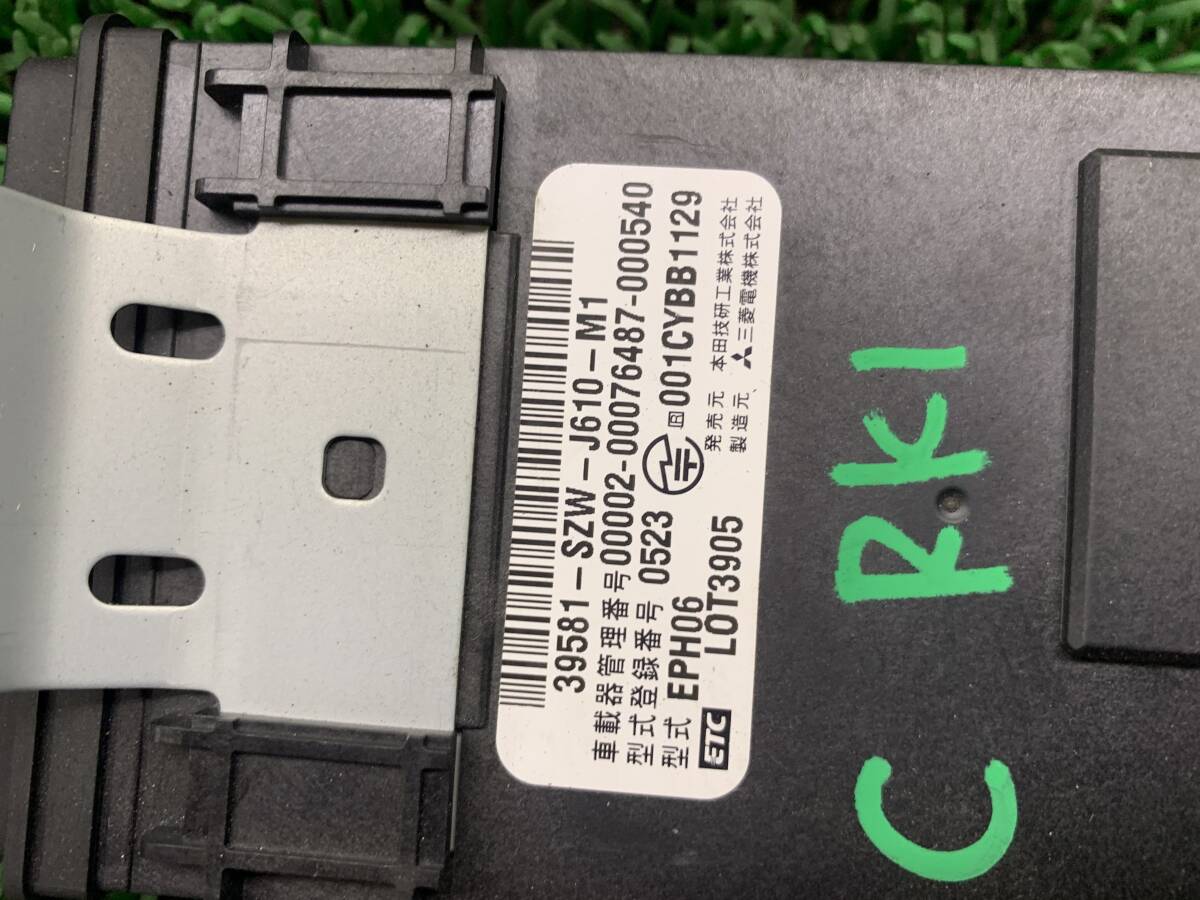 39581-SZW-J610-M1
車載器管理番号 00002-00076487-000540
型式登録番号 0523
型式 EPH06
R 001CYBB1129
ETC LOT3905
発売元 本田技研工業株式会社
製造元、 三菱電機株式会社
C RK1